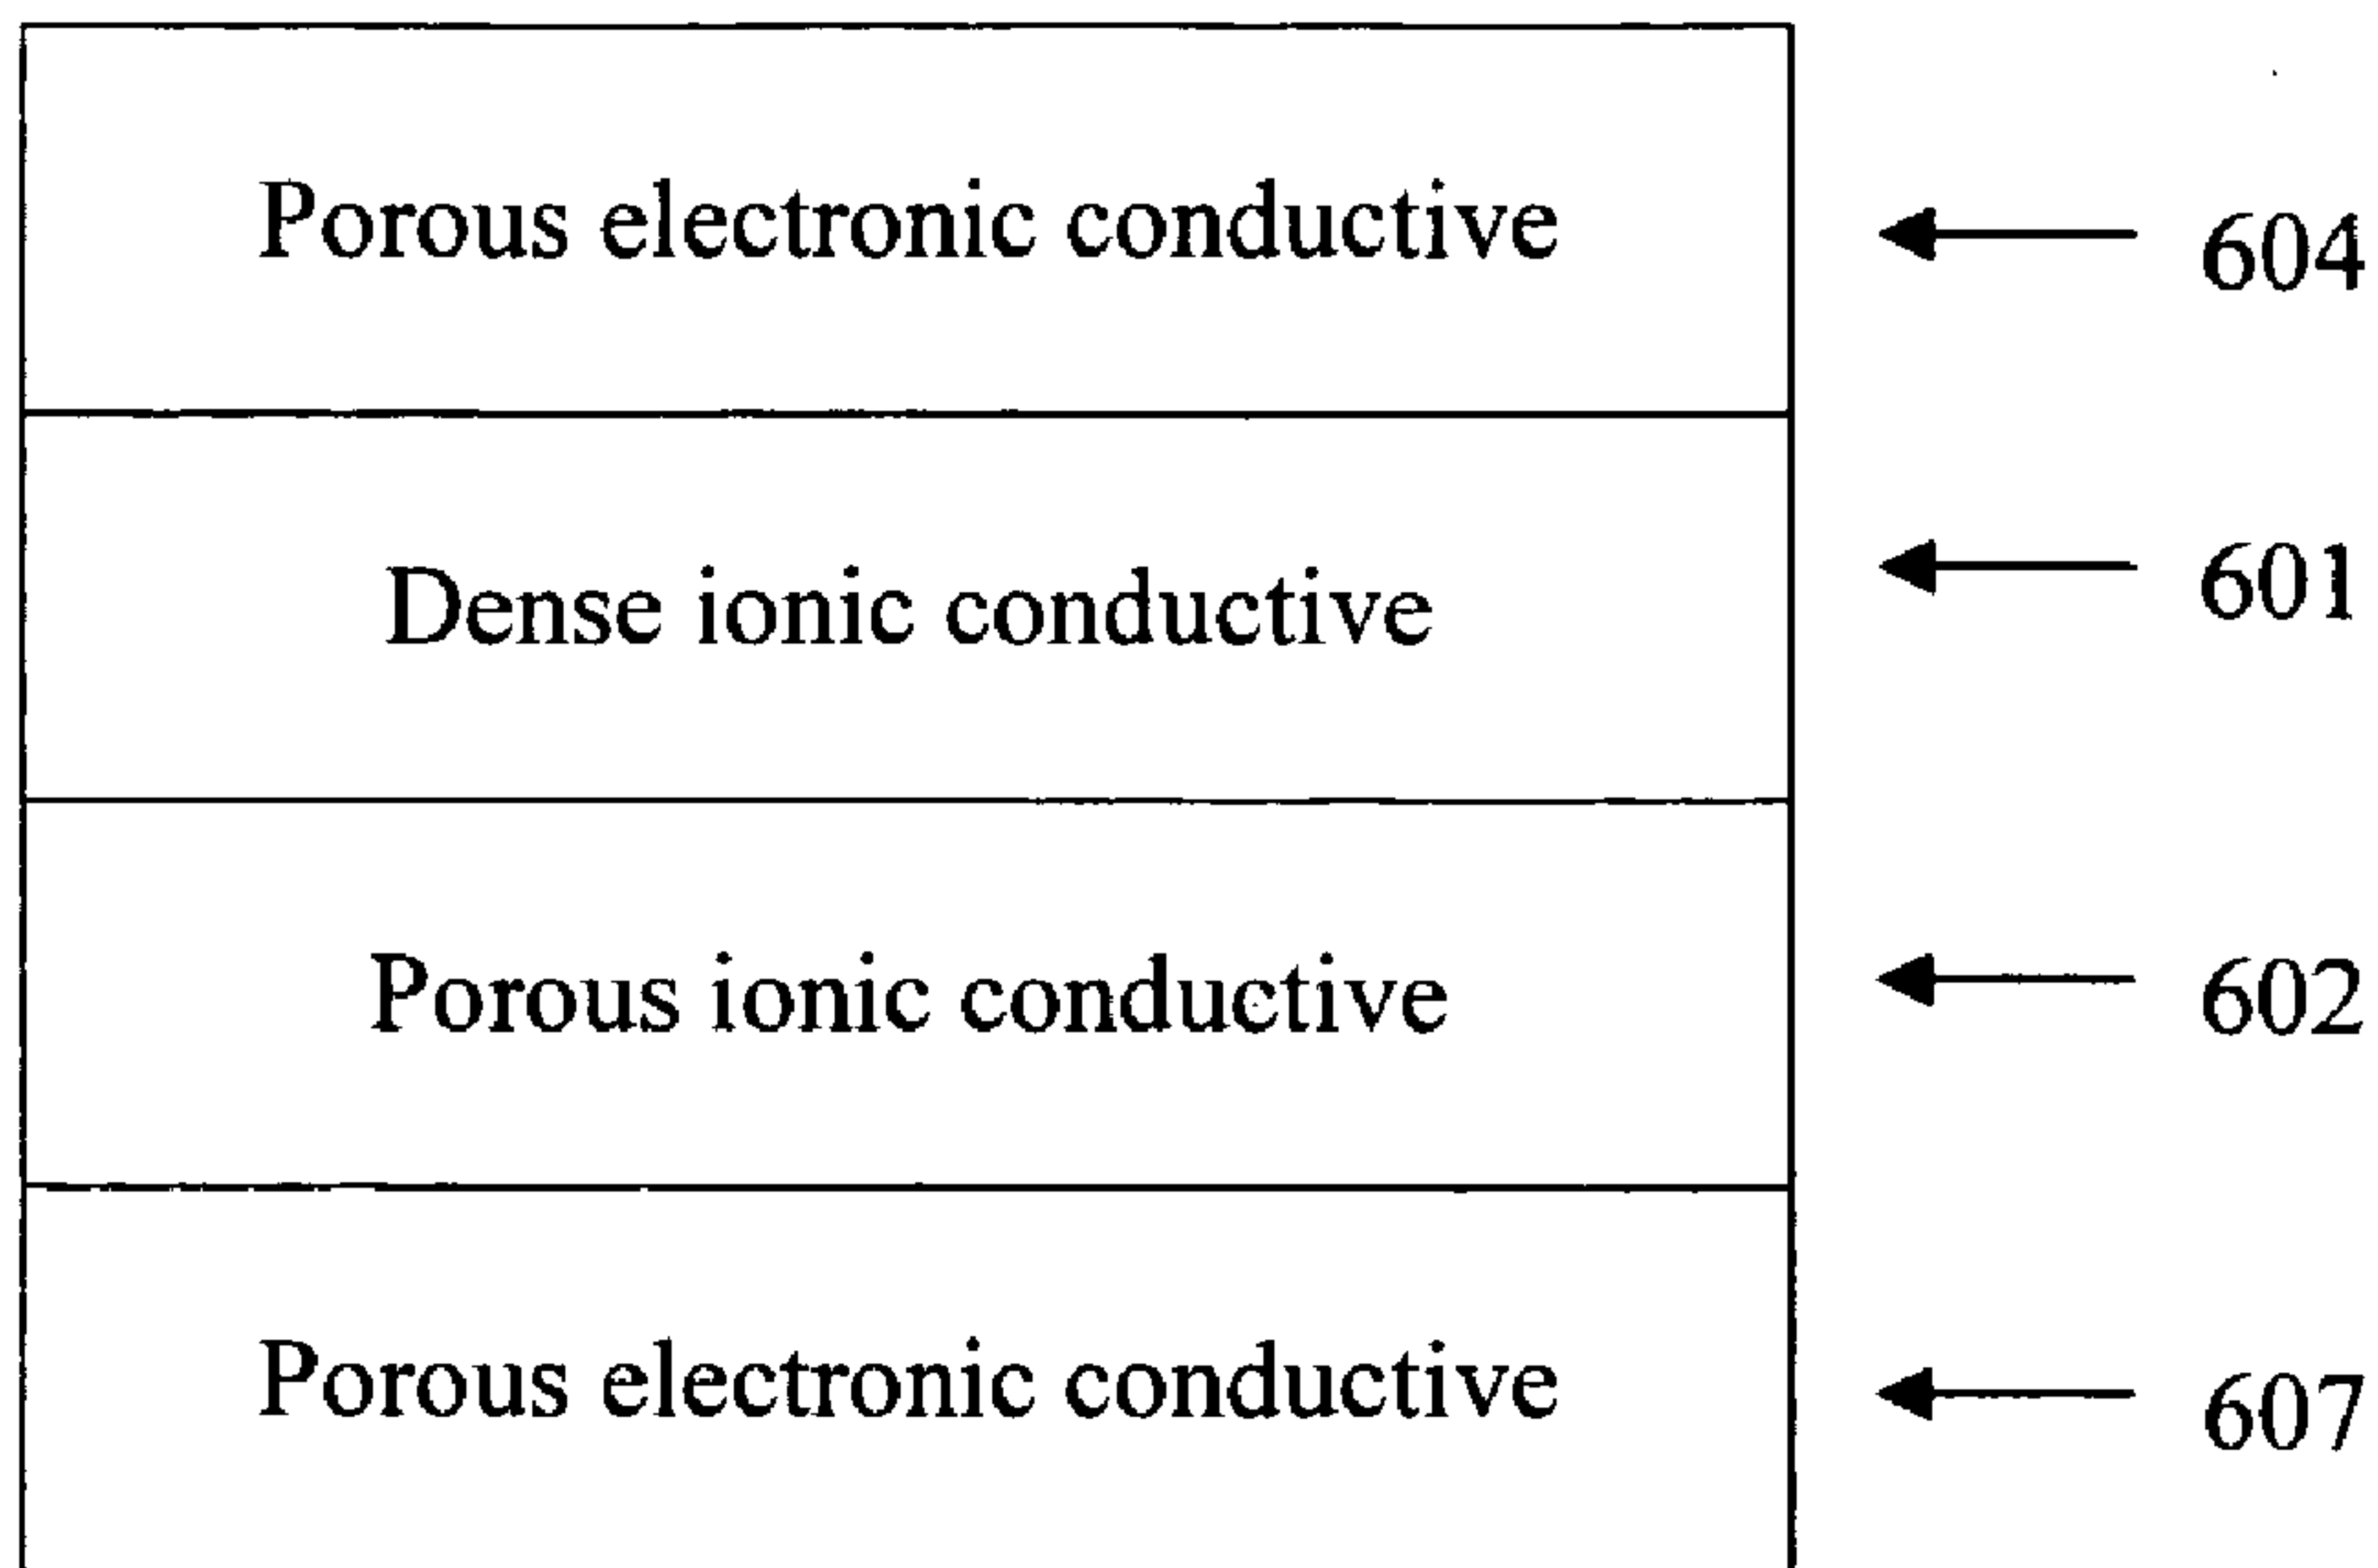 Porous electronic conductive
604
Dense ionic conductive
601
Porous ionic conductive
602
Porous electronic conductive
607